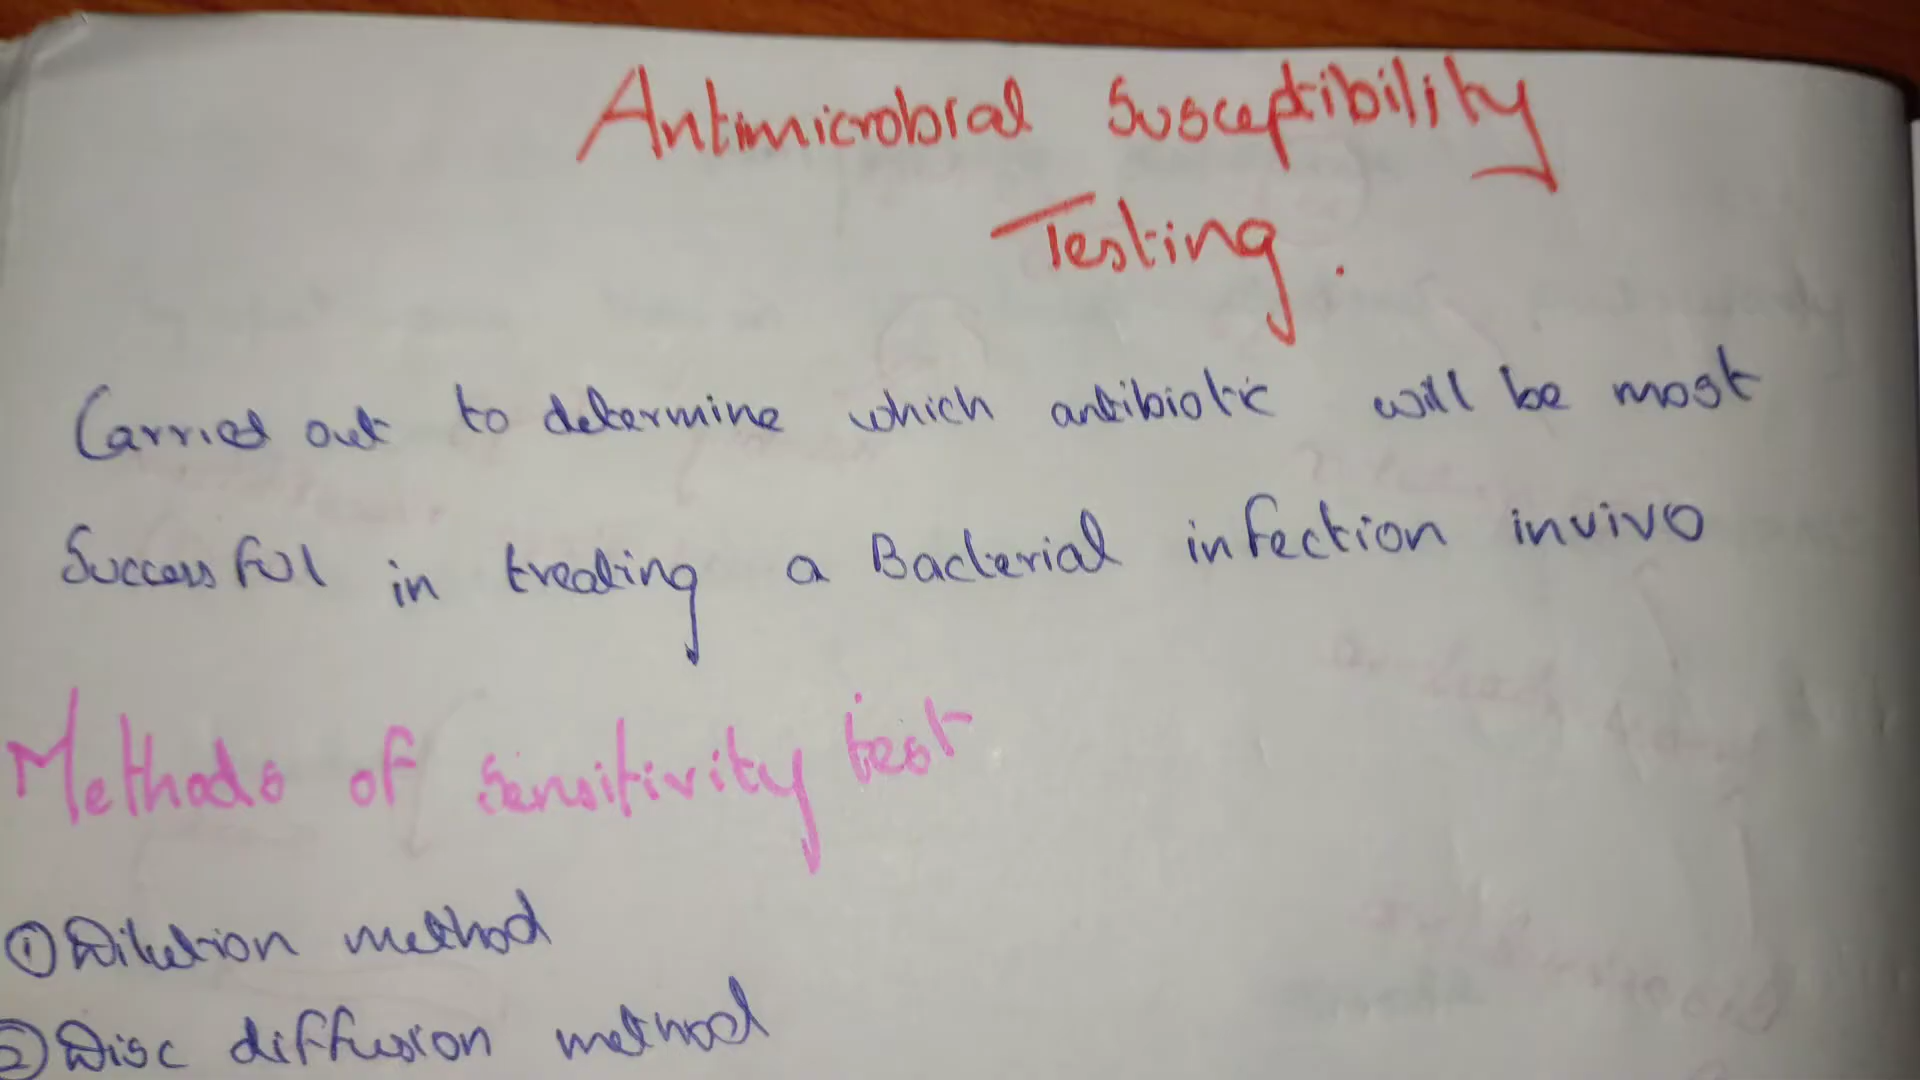 Antimicrobial Susceptibility
Testing.
Carried out to determine which antibiotic will be most
Successful in treating a Bacterial infection invivo
Methods of sensitivity test
① Dilution method
② Disc diffusion method